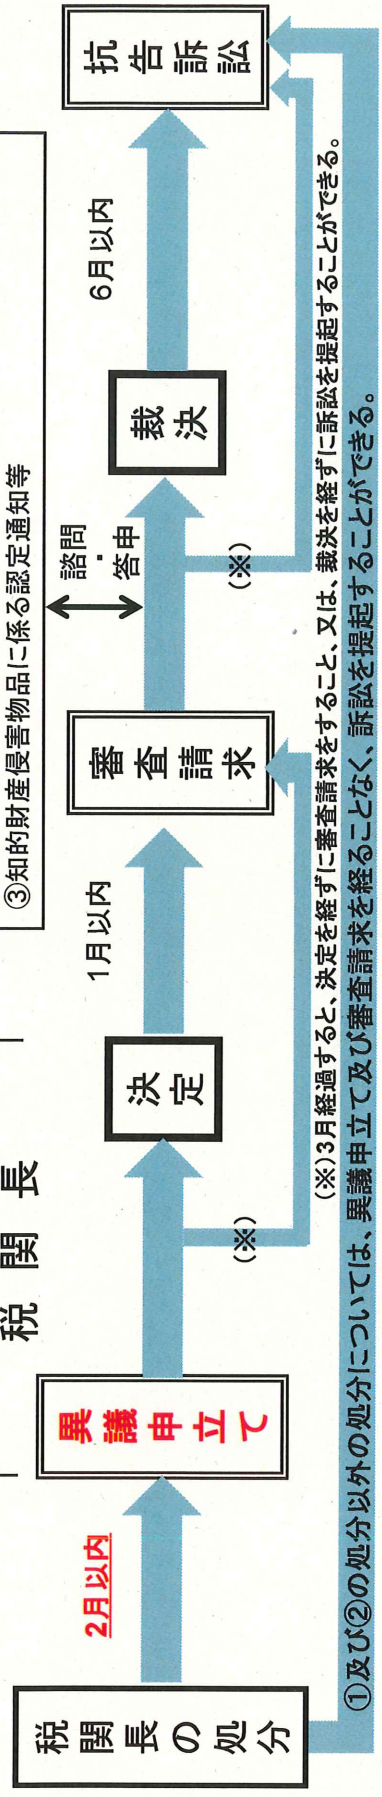 税関長
③知的財産侵害物品に係る認定通知等
諮問・答申
2月以内
1月以内
6月以内
税関長の処分
異議申立て
決定
審査請求
裁決
抗告訴訟
(※)
(※)
(※)3月経過すると、決定を経ずに審査請求をすること、又は、裁決を経ずに訴訟を提起することができる。
①及び②の処分以外の処分については、異議申立て及び審査請求を経ることなく、訴訟を提起することができる。